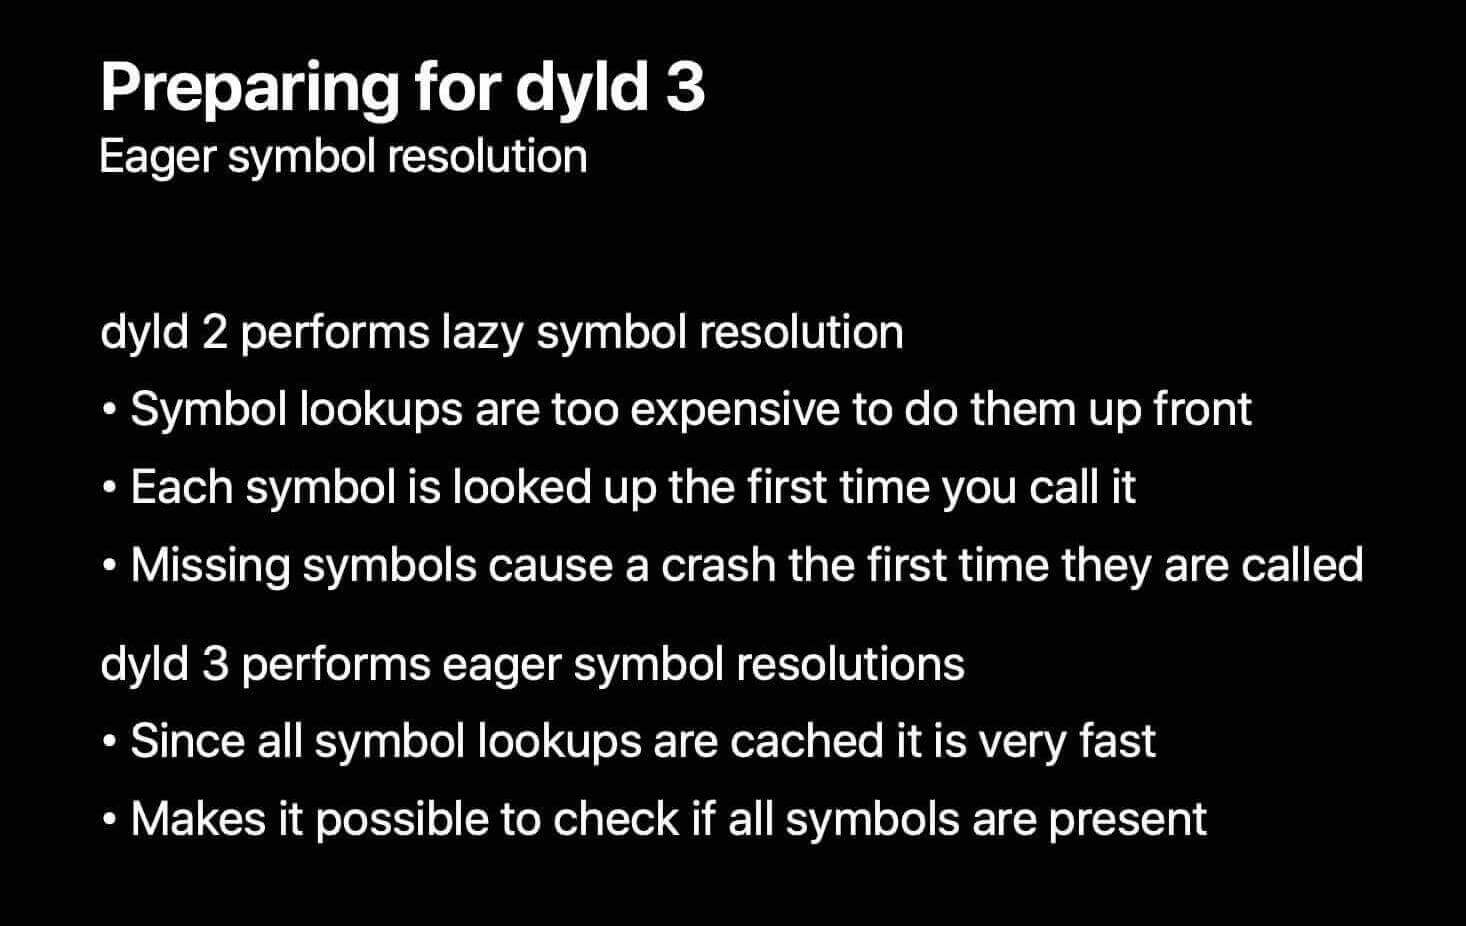 Preparing for dyld 3
Eager symbol resolution
dyld 2 performs lazy symbol resolution
• Symbol lookups are too expensive to do them up front
• Each symbol is looked up the first time you call it
• Missing symbols cause a crash the first time they are called
dyld 3 performs eager symbol resolutions
• Since all symbol lookups are cached it is very fast
• Makes it possible to check if all symbols are present